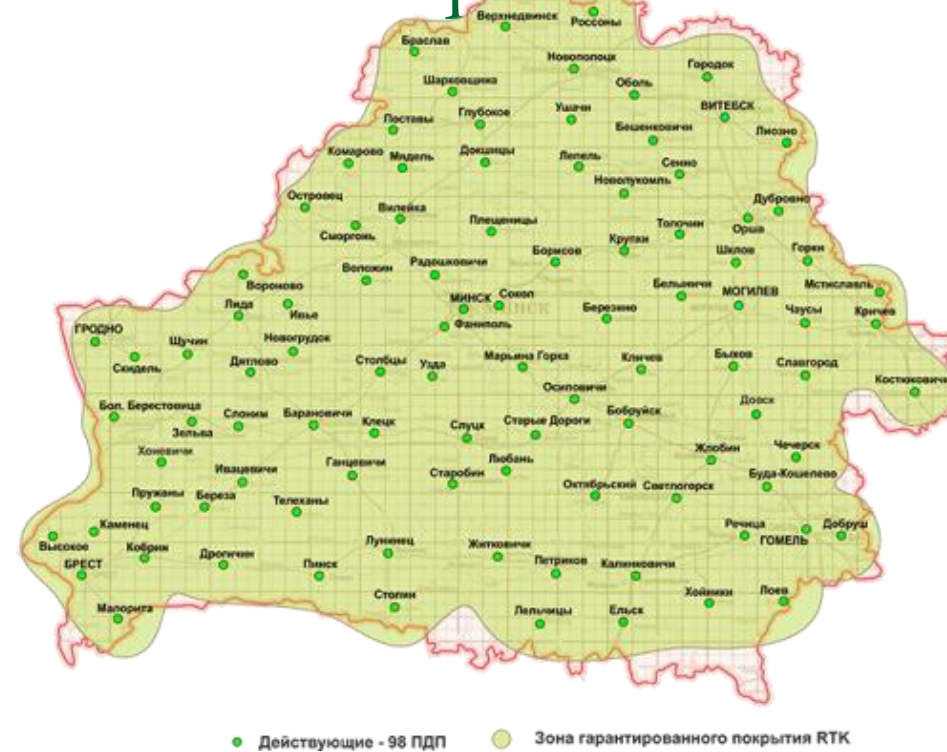 Верхнедвинск
Россоны
Браслав
Новополоцк
Городок
Шарковщина
Оболь
Поставы
Глубокое
Ушачи
ВИТЕБСК
Бешенковичи
Лиозно
Комарово
Мядель
Докшицы
Лепель
Сенно
Новолукомль
Островец
Вилейка
Дубровно
Сморгонь
Плещеницы
Толочин
Орша
Борисов
Крупки
Шклов
Горки
Вороново
Воложин
Радошковичи
Белыничи
МОГИЛЕВ
Мстиславль
Лида
Ивье
МИНСК
Сокол
Березино
Чаусы
Кричев
ГРОДНО
Фаниполь
Скидель
Щучин
Новогрудок
Дятлово
Столбцы
Узда
Марьина Горка
Кличев
Быхов
Славгород
Костюковичи
Осиповичи
Бол. Берестовица
Зельва
Слоним
Барановичи
Клецк
Слуцк
Старые Дороги
Бобруйск
Довск
Хоневичи
Ивацевичи
Ганцевичи
Любань
Старобин
Жлобин
Чечерск
Пружаны
Береза
Телеханы
Октябрьский
Светлогорск
Буда-Кошелево
Высокое
Каменец
Речица
ГОМЕЛЬ
Добруш
БРЕСТ
Кобрин
Дрогичин
Пинск
Лунинец
Житковичи
Петриков
Калинковичи
Малорита
Столин
Лельчицы
Ельск
Хойники
Лоев
Действующие - 98 ПДП
Зона гарантированного покрытия RTK